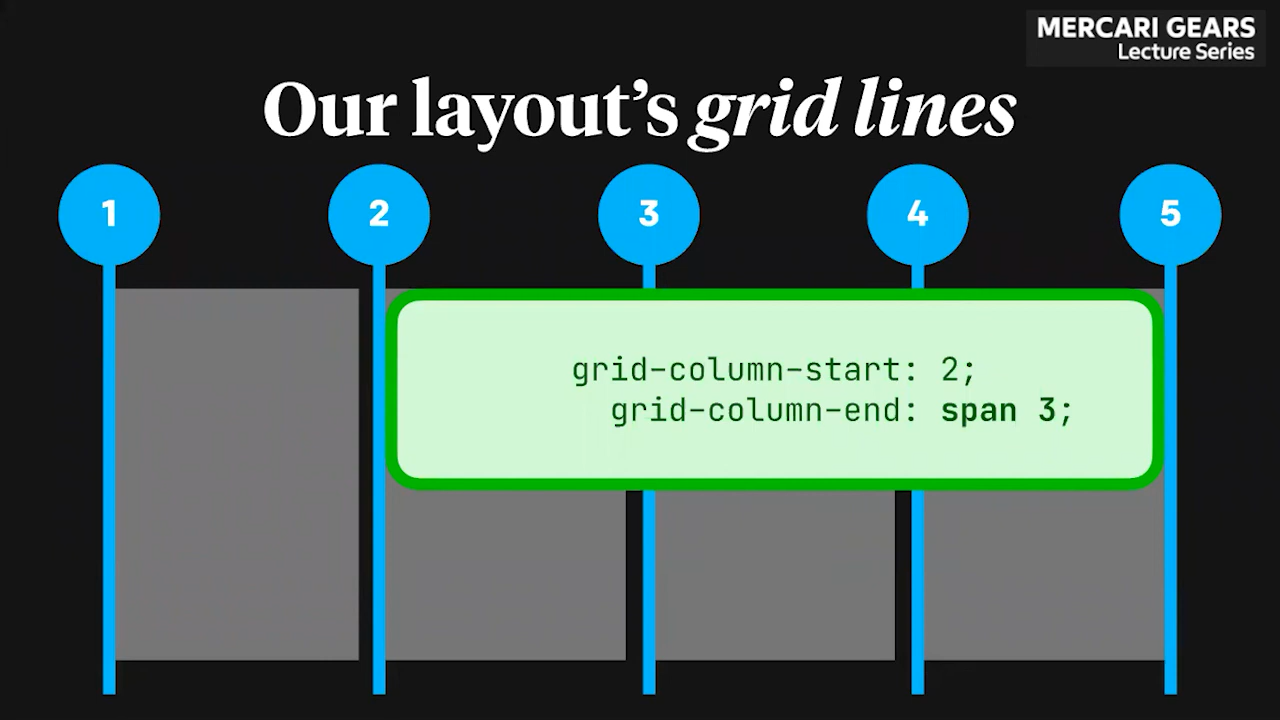 MERCARI GEARS
Lecture Series
Our layout's grid lines
1 2 3 4 5
grid-column-start: 2;
grid-column-end: span 3;